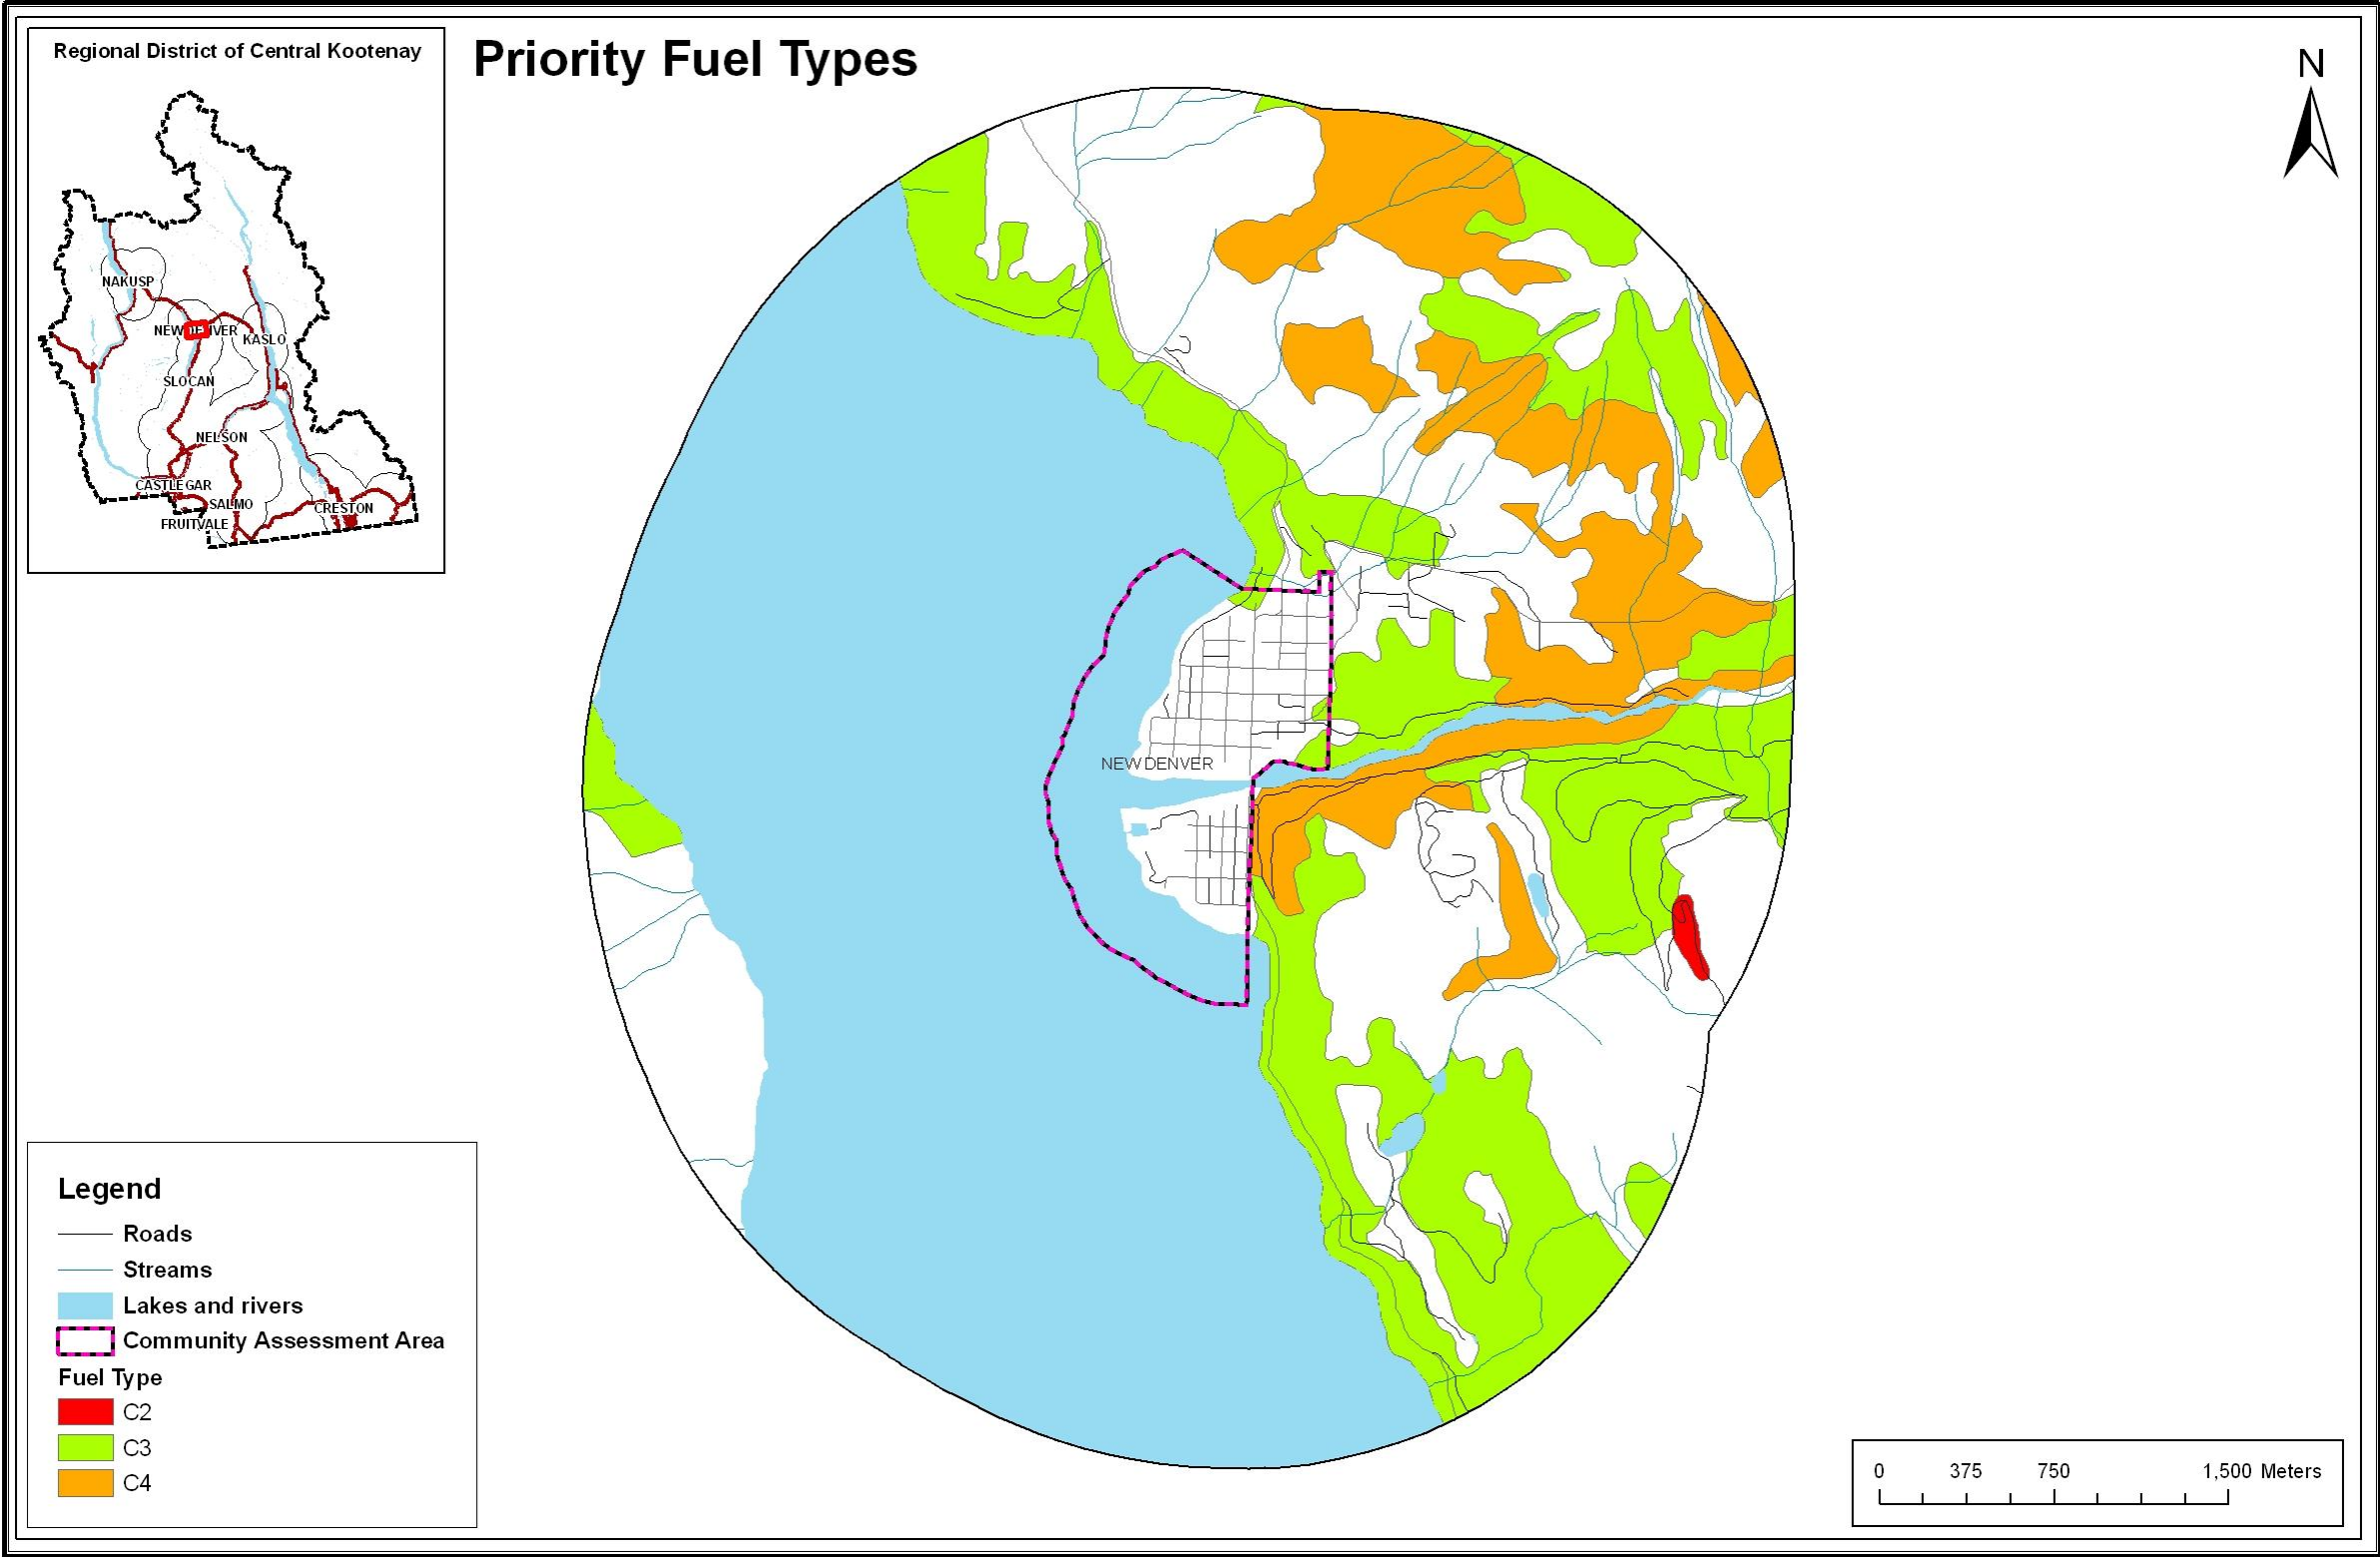 Regional District of Central Kootenay
NAKUSP
NEW DENVER
KASLO
SLOCAN
NELSON
CASTLEGAR
SALMO
CRESTON
FRUITVALE
Priority Fuel Types
N
NEW DENVER
Legend
Roads
Streams
Lakes and rivers
Community Assessment Area
Fuel Type
C2
C3
C4
0 375 750 1,500 Meters